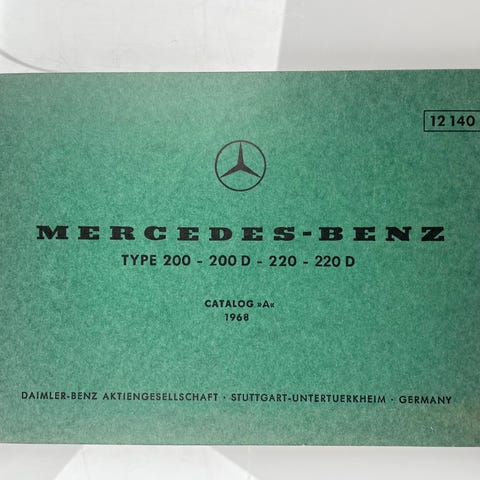 12 140
MERCEDES-BENZ
TYPE 200 - 200 D - 220 - 220 D
CATALOG »A«
1968
DAIMLER-BENZ AKTIENGESELLSCHAFT · STUTTGART-UNTERTUERKHEIM · GERMANY